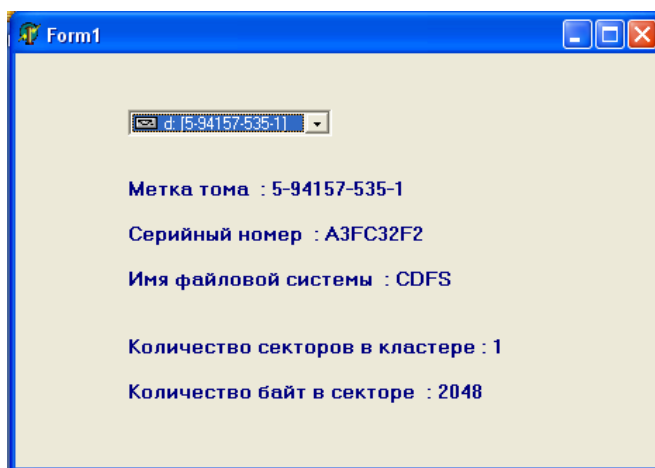 Form1
d: [5-94157-535-1]
Метка тома : 5-94157-535-1
Серийный номер : A3FC32F2
Имя файловой системы : CDFS
Количество секторов в кластере : 1
Количество байт в секторе : 2048